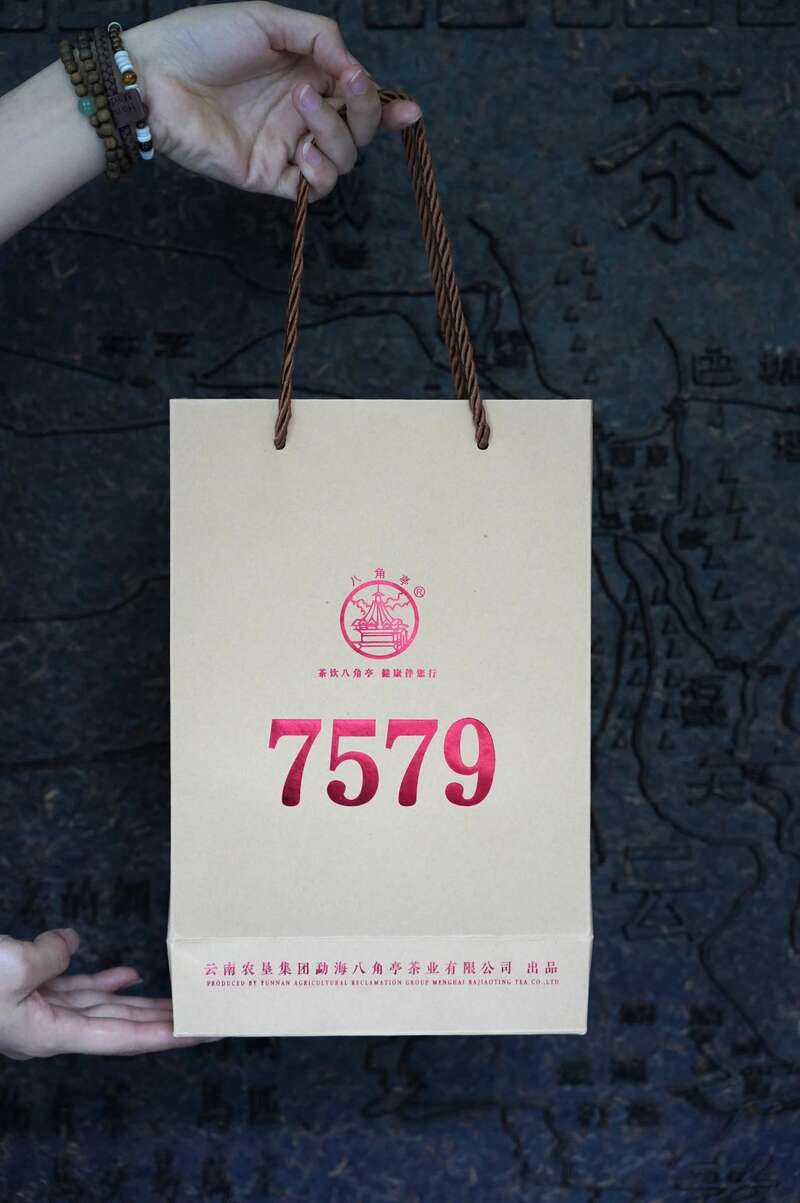 茶
八角亭®
茶饮八角亭 健康伴您行
7579
云南农垦集团勐海八角亭茶业有限公司 出品
PRODUCED BY YUNNAN AGRICULTURAL RECLAMATION GROUP MENGHAI BAJIAOTING TEA CO.,LTD